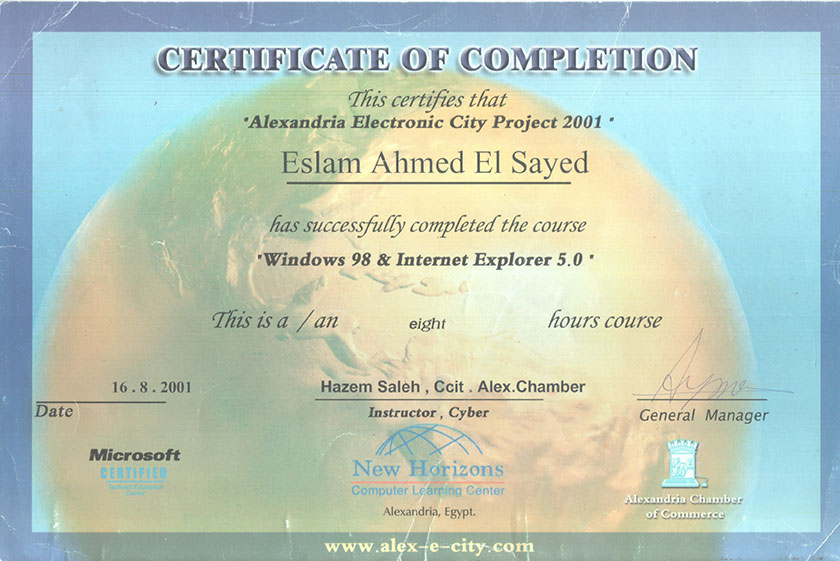 CERTIFICATE OF COMPLETION
This certifies that
"Alexandria Electronic City Project 2001 "
Eslam Ahmed El Sayed
has successfully completed the course
"Windows 98 & Internet Explorer 5.0 "
This is a / an eight hours course
16 . 8 . 2001
Date
Hazem Saleh , Ccit . Alex.Chamber
Instructor , Cyber
General Manager
Microsoft
CERTIFIED
Technical Education
Center
New Horizons
Computer Learning Center
Alexandria, Egypt.
Alexandria Chamber
of Commerce
www.alex-e-city.com